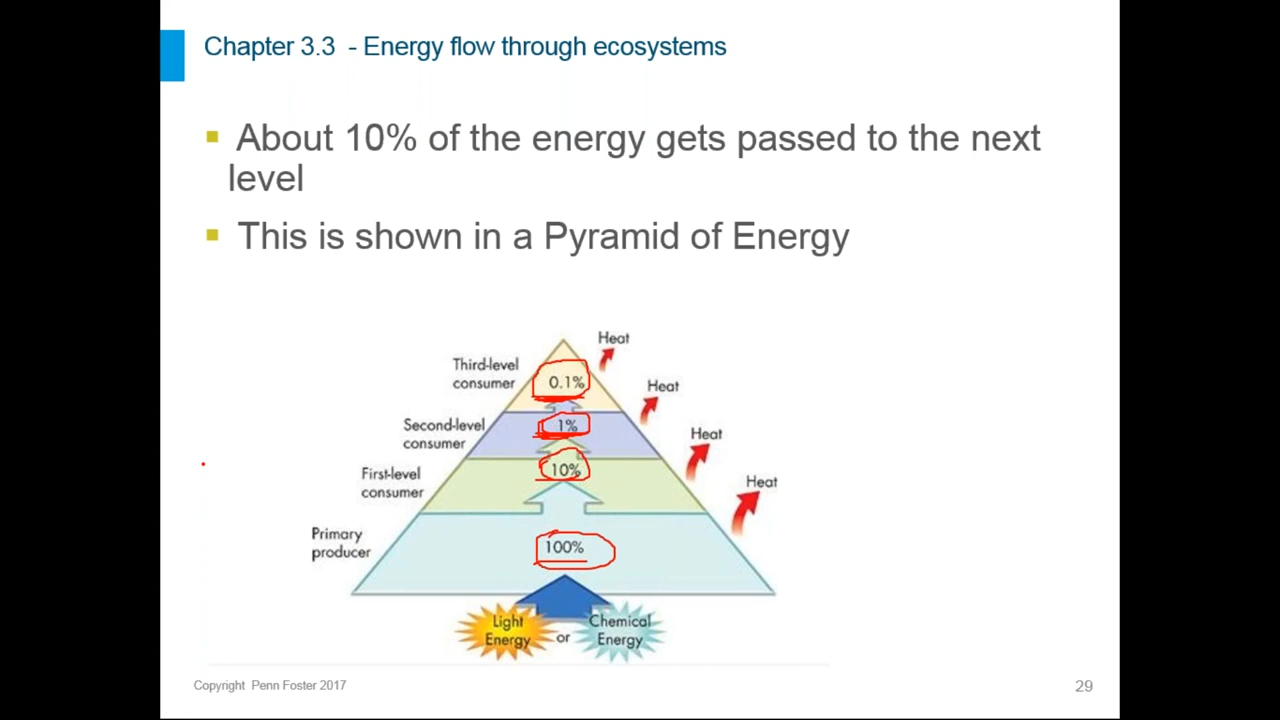 Chapter 3.3 - Energy flow through ecosystems
About 10% of the energy gets passed to the next
level
This is shown in a Pyramid of Energy
Heat
Third-level
consumer
0.1%
Heat
Second-level
consumer
1%
Heat
First-level
consumer
10%
Heat
Primary
producer
100%
Light
Energy
or
Chemical
Energy
Copyright Penn Foster 2017
29